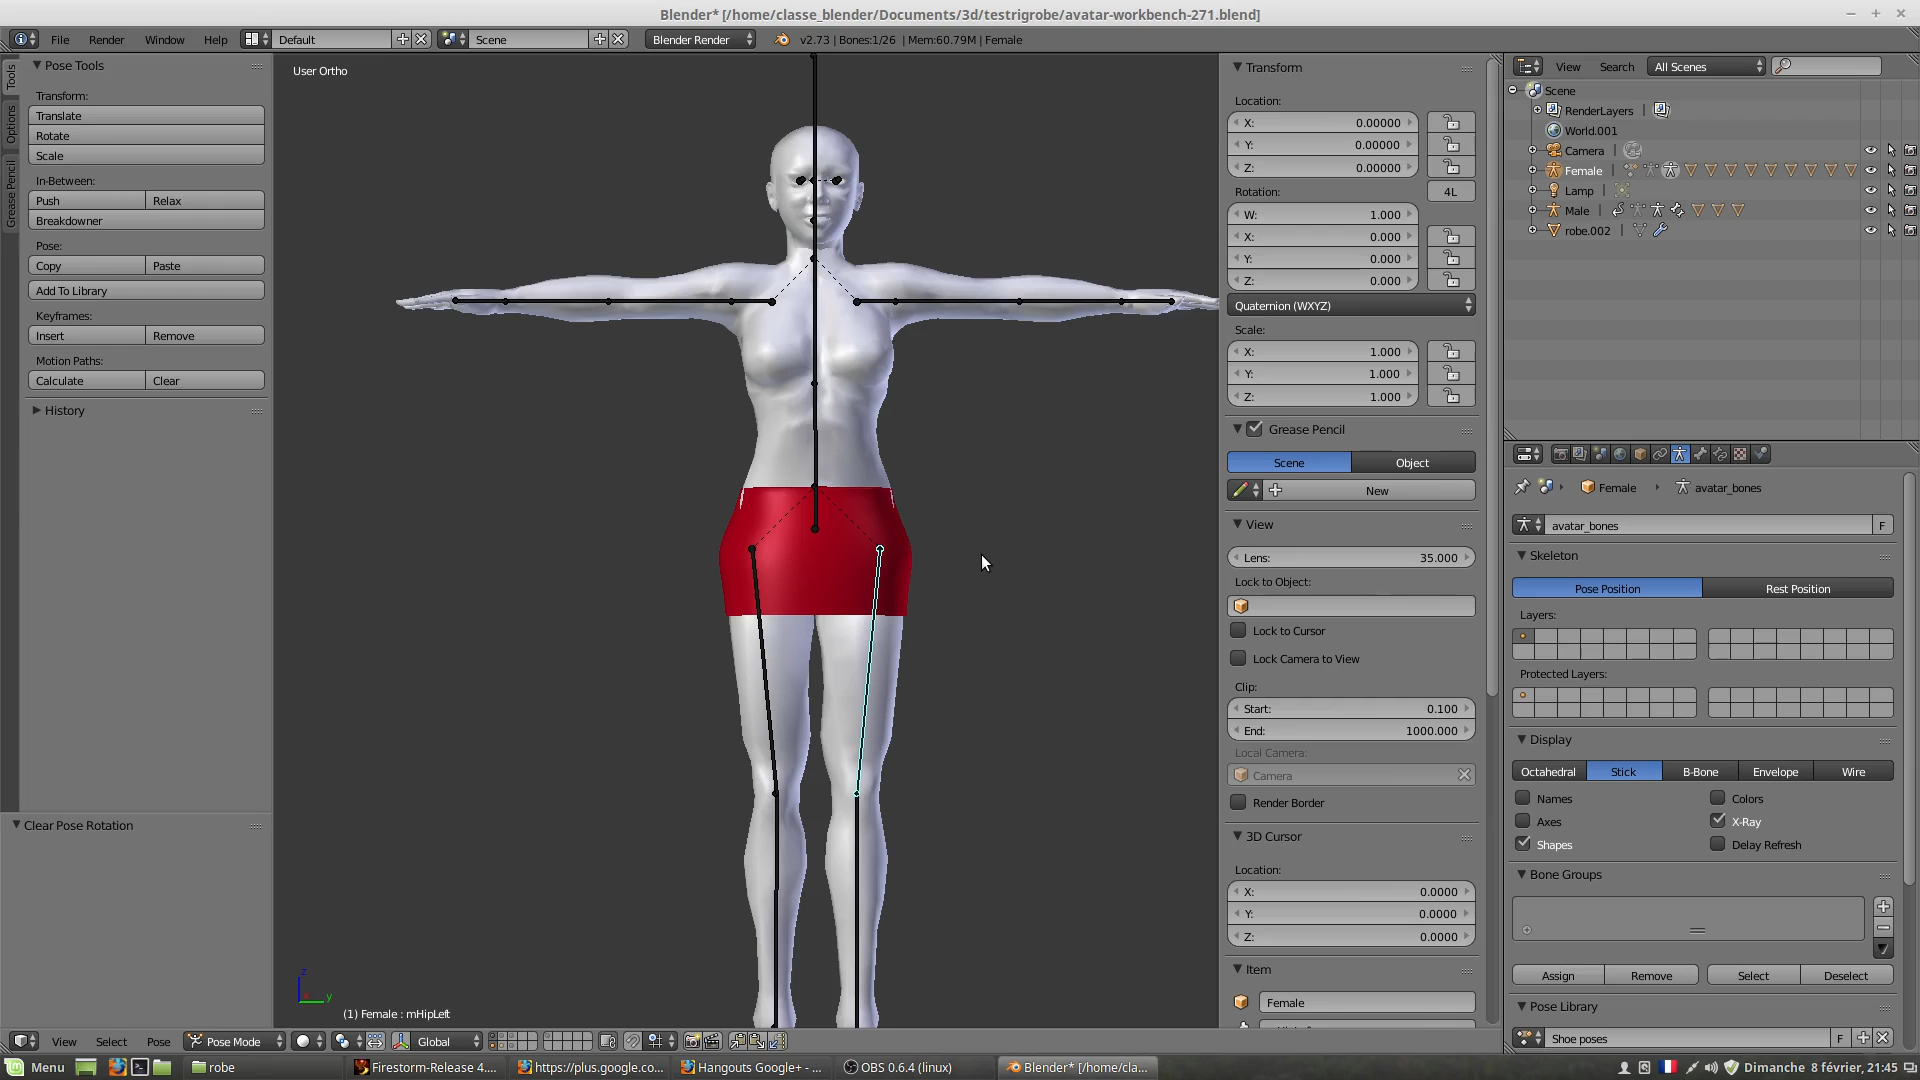 Blender* [/home/classe_blender/Documents/3d/testrigrobe/avatar-workbench-271.blend]
File Render Window Help Default Scene Blender Render v2.73 | Bones:1/26 | Mem:60.79M | Female
Tools
Options
Grease Pencil
Pose Tools
Transform:
Translate
Rotate
Scale
In-Between:
Push Relax
Breakdowner
Pose:
Copy Paste
Add To Library
Keyframes:
Insert Remove
Motion Paths:
Calculate Clear
History
Clear Pose Rotation
User Ortho
z
y
(1) Female : mHipLeft
Transform
Location:
X: 0.00000
Y: 0.00000
Z: 0.00000
Rotation: 4L
W: 1.000
X: 0.000
Y: 0.000
Z: 0.000
Quaternion (WXYZ)
Scale:
X: 1.000
Y: 1.000
Z: 1.000
Grease Pencil
Scene Object
New
View
Lens: 35.000
Lock to Object:
Lock to Cursor
Lock Camera to View
Clip:
Start: 0.100
End: 1000.000
Local Camera:
Camera
Render Border
3D Cursor
Location:
X: 0.0000
Y: 0.0000
Z: 0.0000
Item
Female
View Search All Scenes
Scene
RenderLayers |
World.001
Camera |
Female
Lamp |
Male |
robe.002 |
Female avatar_bones
avatar_bones F
Skeleton
Pose Position Rest Position
Layers:
Protected Layers:
Display
Octahedral Stick B-Bone Envelope Wire
Names Colors
Axes X-Ray
Shapes Delay Refresh
Bone Groups
Assign Remove Select Deselect
Pose Library
Shoe poses F
View Select Pose Pose Mode Global
Menu robe Firestorm-Release 4.... https://plus.google.co... Hangouts Google+ - ... OBS 0.6.4 (linux) Blender* [/home/cla... Dimanche 8 février, 21:45